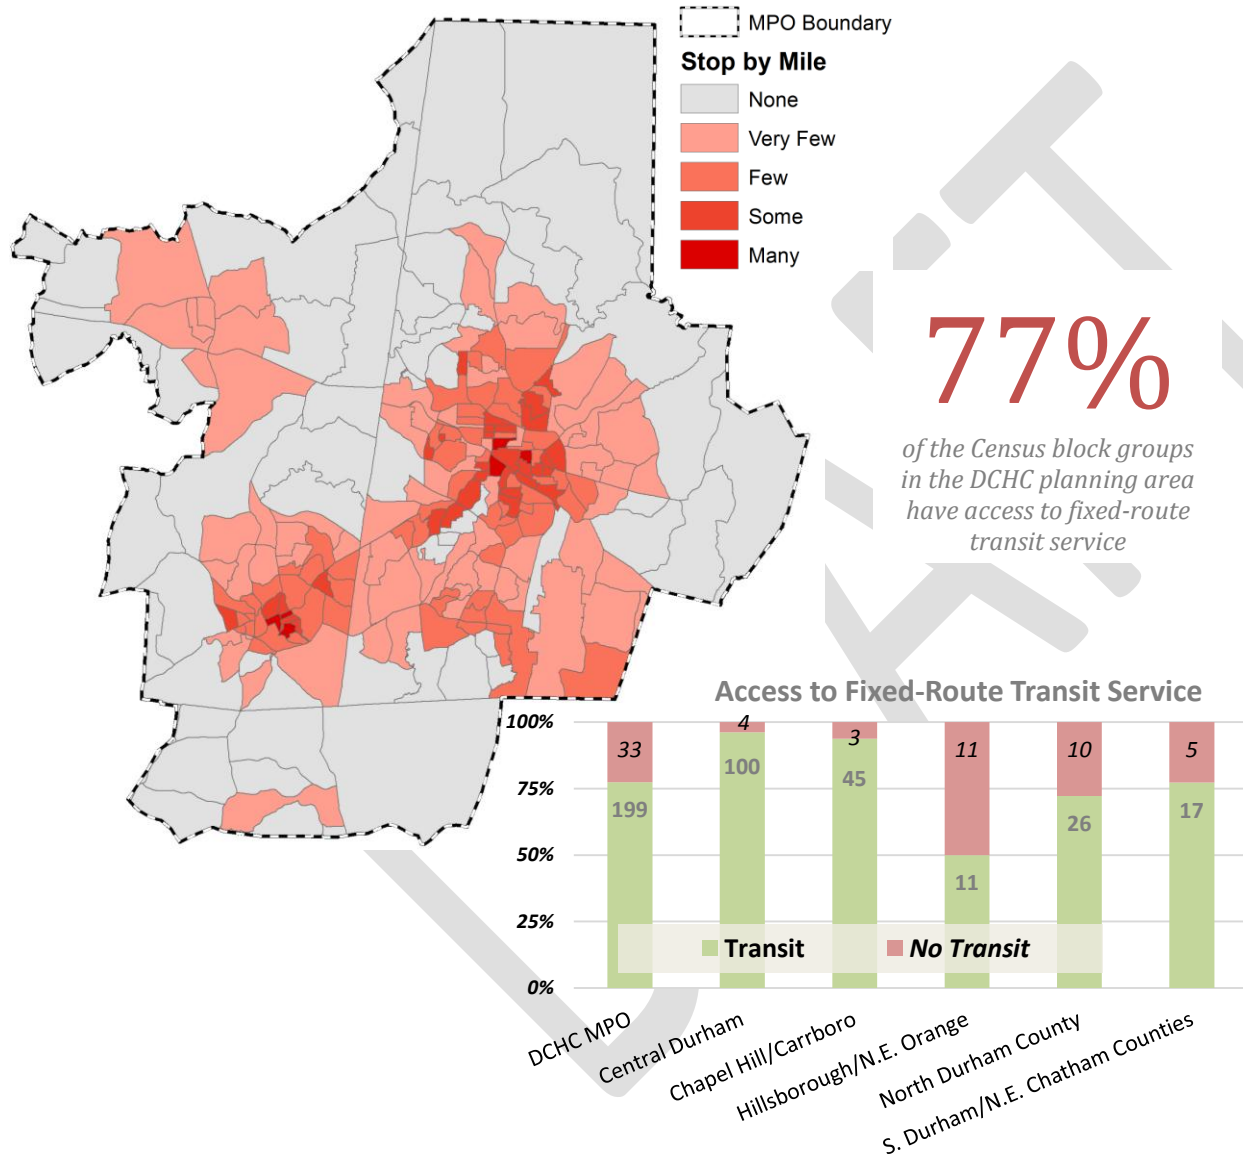 MPO Boundary
Stop by Mile
None
Very Few
Few
Some
Many
77%
of the Census block groups
in the DCHC planning area
have access to fixed-route
transit service
Access to Fixed-Route Transit Service
100%
75%
50%
25%
0%
33
4
3
11
10
5
199
100
45
11
26
17
Transit
No Transit
DCHC MPO
Central Durham
Chapel Hill/Carrboro
Hillsborough/N.E. Orange
North Durham County
S. Durham/N.E. Chatham Counties
DRAFT